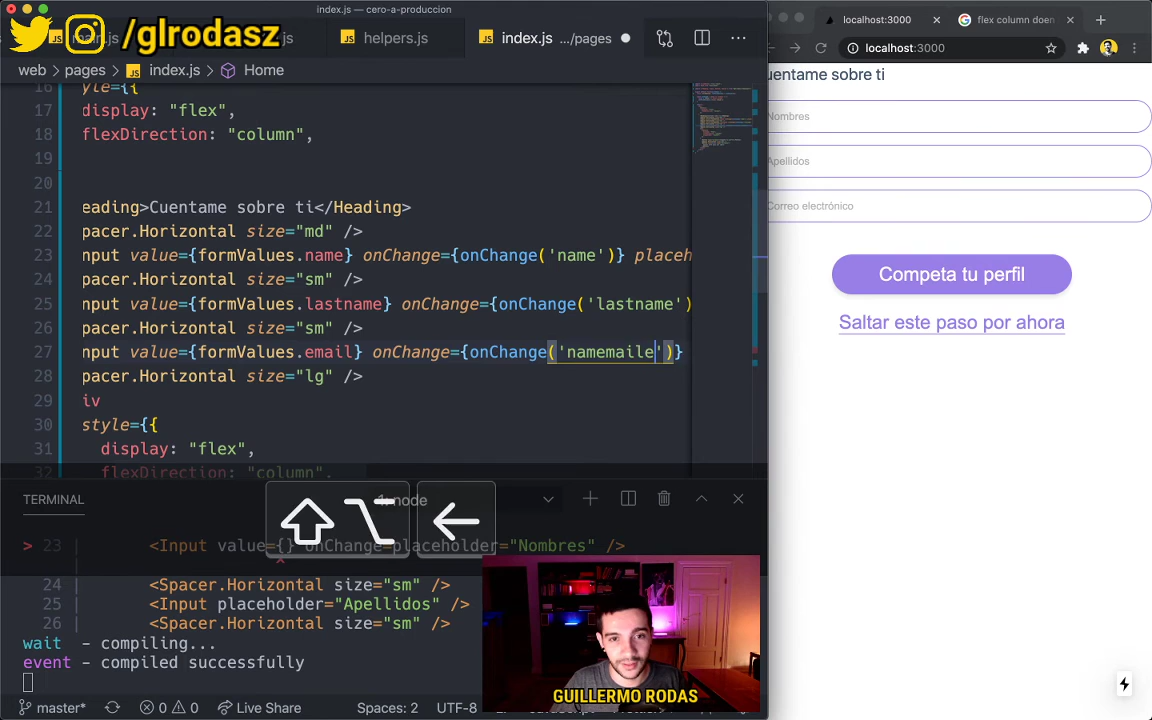 index.js — cero-a-produccion
/glrodasz
helpers.js
index.js .../pages
web > pages > index.js > Home
16 yle={{
17 display: "flex",
18 flexDirection: "column",
19
20
21 eading>Cuentame sobre ti</Heading>
22 pacer.Horizontal size="md" />
23 nput value={formValues.name} onChange={onChange('name')} placeh
24 pacer.Horizontal size="sm" />
25 nput value={formValues.lastname} onChange={onChange('lastname')
26 pacer.Horizontal size="sm" />
27 nput value={formValues.email} onChange={onChange('namemaile')}
28 pacer.Horizontal size="lg" />
29 iv
30 style={{
31 display: "flex",
32 flexDirection: "column",
TERMINAL
1: node
> 23 | <Input value={} onChange=placeholder="Nombres" />
| ^
24 | <Spacer.Horizontal size="sm" />
25 | <Input placeholder="Apellidos" />
26 | <Spacer.Horizontal size="sm" />
wait - compiling...
event - compiled successfully
master* 0 0 Live Share Spaces: 2 UTF-8
GUILLERMO RODAS
localhost:3000
flex column doen
localhost:3000
uentame sobre ti
Nombres
Apellidos
Correo electrónico
Competa tu perfil
Saltar este paso por ahora